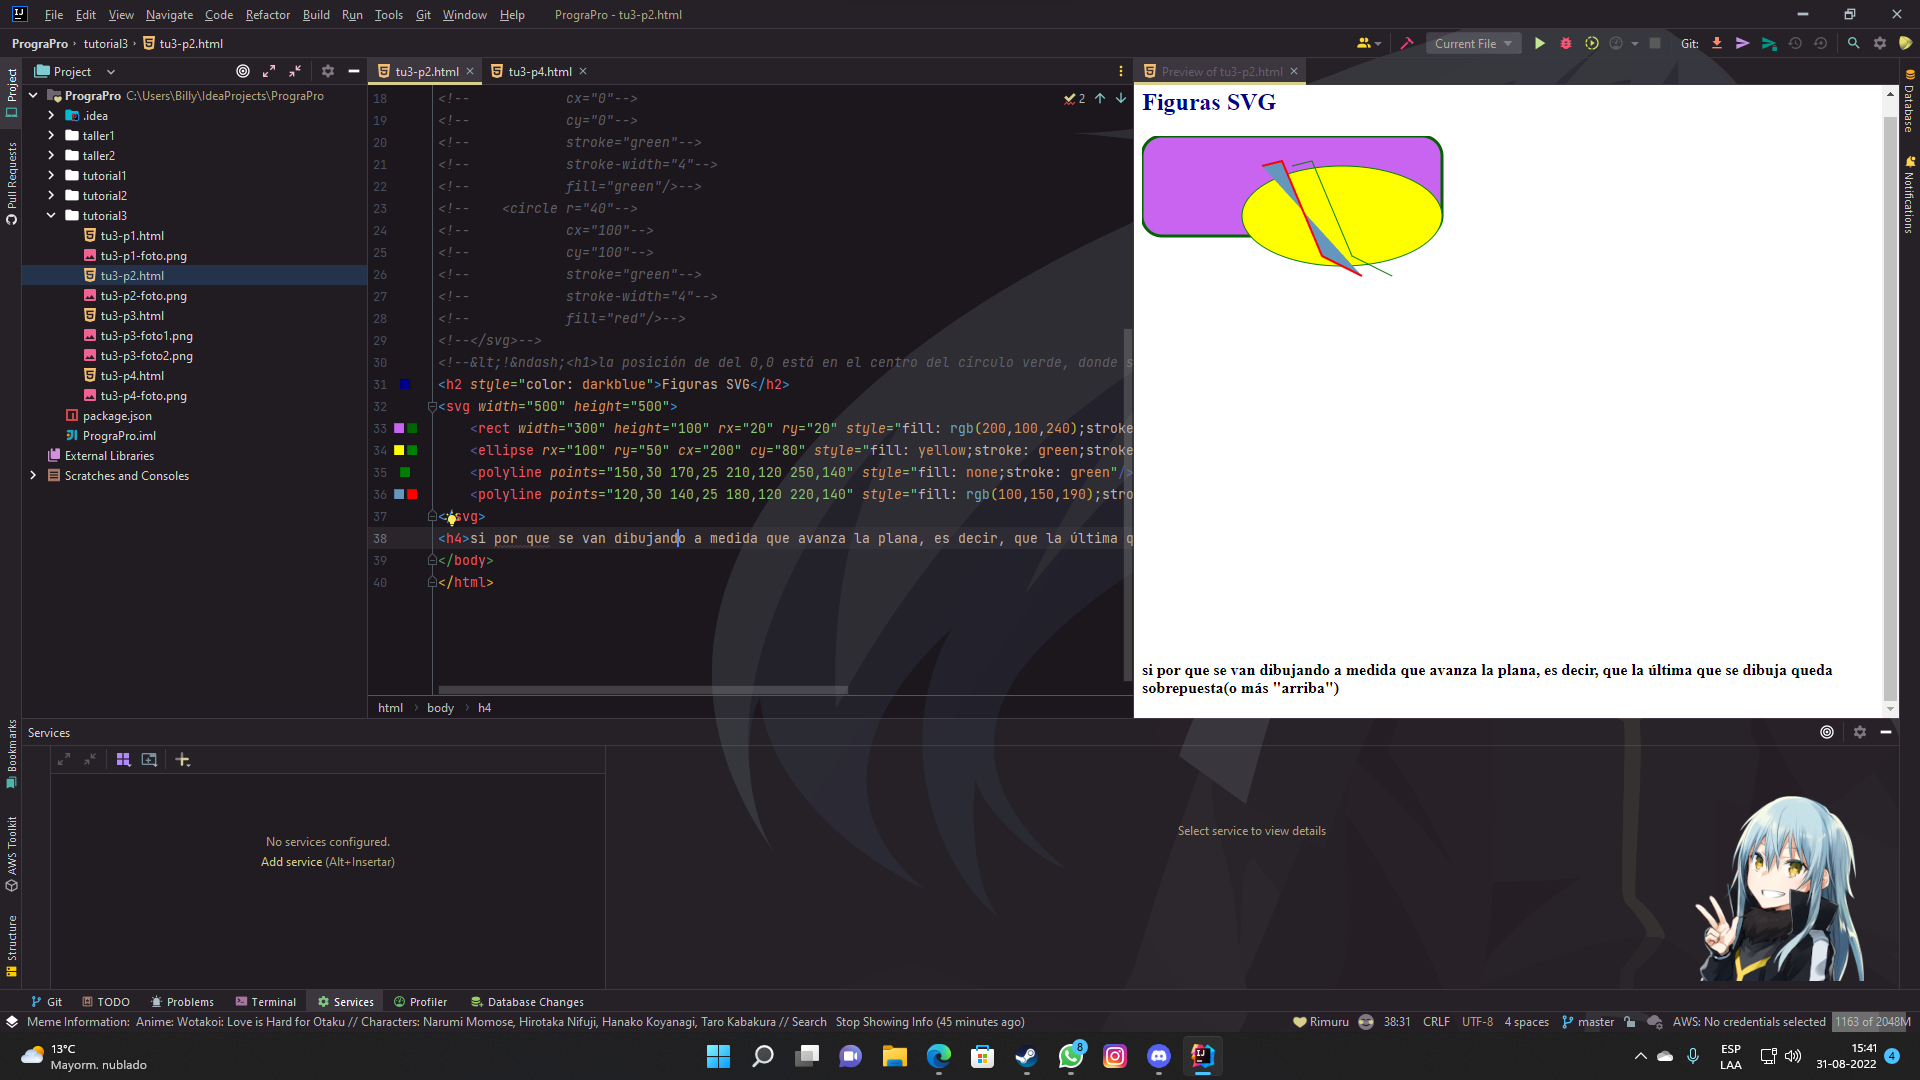 File Edit View Navigate Code Refactor Build Run Tools Git Window Help PrograPro - tu3-p2.html
PrograPro tutorial3 tu3-p2.html
Current File
Git:
Project
tu3-p2.html
tu3-p4.html
Preview of tu3-p2.html
Project
Pull Requests
Bookmarks
AWS Toolkit
Structure
PrograPro C:\Users\Billy\IdeaProjects\PrograPro
.idea
taller1
taller2
tutorial1
tutorial2
tutorial3
tu3-p1.html
tu3-p1-foto.png
tu3-p2.html
tu3-p2-foto.png
tu3-p3.html
tu3-p3-foto1.png
tu3-p3-foto2.png
tu3-p4.html
tu3-p4-foto.png
package.json
PrograPro.iml
External Libraries
Scratches and Consoles
2
18 <!-- cx="0"-->
19 <!-- cy="0"-->
20 <!-- stroke="green"-->
21 <!-- stroke-width="4"-->
22 <!-- fill="green"/>-->
23 <!-- <circle r="40"-->
24 <!-- cx="100"-->
25 <!-- cy="100"-->
26 <!-- stroke="green"-->
27 <!-- stroke-width="4"-->
28 <!-- fill="red"/>-->
29 <!--</svg>-->
30 <!--&lt;!&ndash;<h1>la posición de del 0,0 está en el centro del circulo verde, donde s
31 <h2 style="color: darkblue">Figuras SVG</h2>
32 <svg width="500" height="500">
33 <rect width="300" height="100" rx="20" ry="20" style="fill: rgb(200,100,240);stroke
34 <ellipse rx="100" ry="50" cx="200" cy="80" style="fill: yellow;stroke: green;stroke
35 <polyline points="150,30 170,25 210,120 250,140" style="fill: none;stroke: green"/>
36 <polyline points="120,30 140,25 180,120 220,140" style="fill: rgb(100,150,190);stro
37 </svg>
38 <h4>si por que se van dibujando a medida que avanza la plana, es decir, que la última q
39 </body>
40 </html>
html body h4
Figuras SVG
si por que se van dibujando a medida que avanza la plana, es decir, que la última que se dibuja queda
sobrepuesta(o más "arriba")
Database
Notifications
Services
No services configured.
Add service (Alt+Insertar)
Select service to view details
Git TODO Problems Terminal Services Profiler Database Changes
Meme Information: Anime: Wotakoi: Love is Hard for Otaku // Characters: Narumi Momose, Hirotaka Nifuji, Hanako Koyanagi, Taro Kabakura // Search Stop Showing Info (45 minutes ago)
Rimuru 38:31 CRLF UTF-8 4 spaces master AWS: No credentials selected 1163 of 2048M
13°C
Mayorm. nublado
8
ESP
LAA
15:41
31-08-2022
4